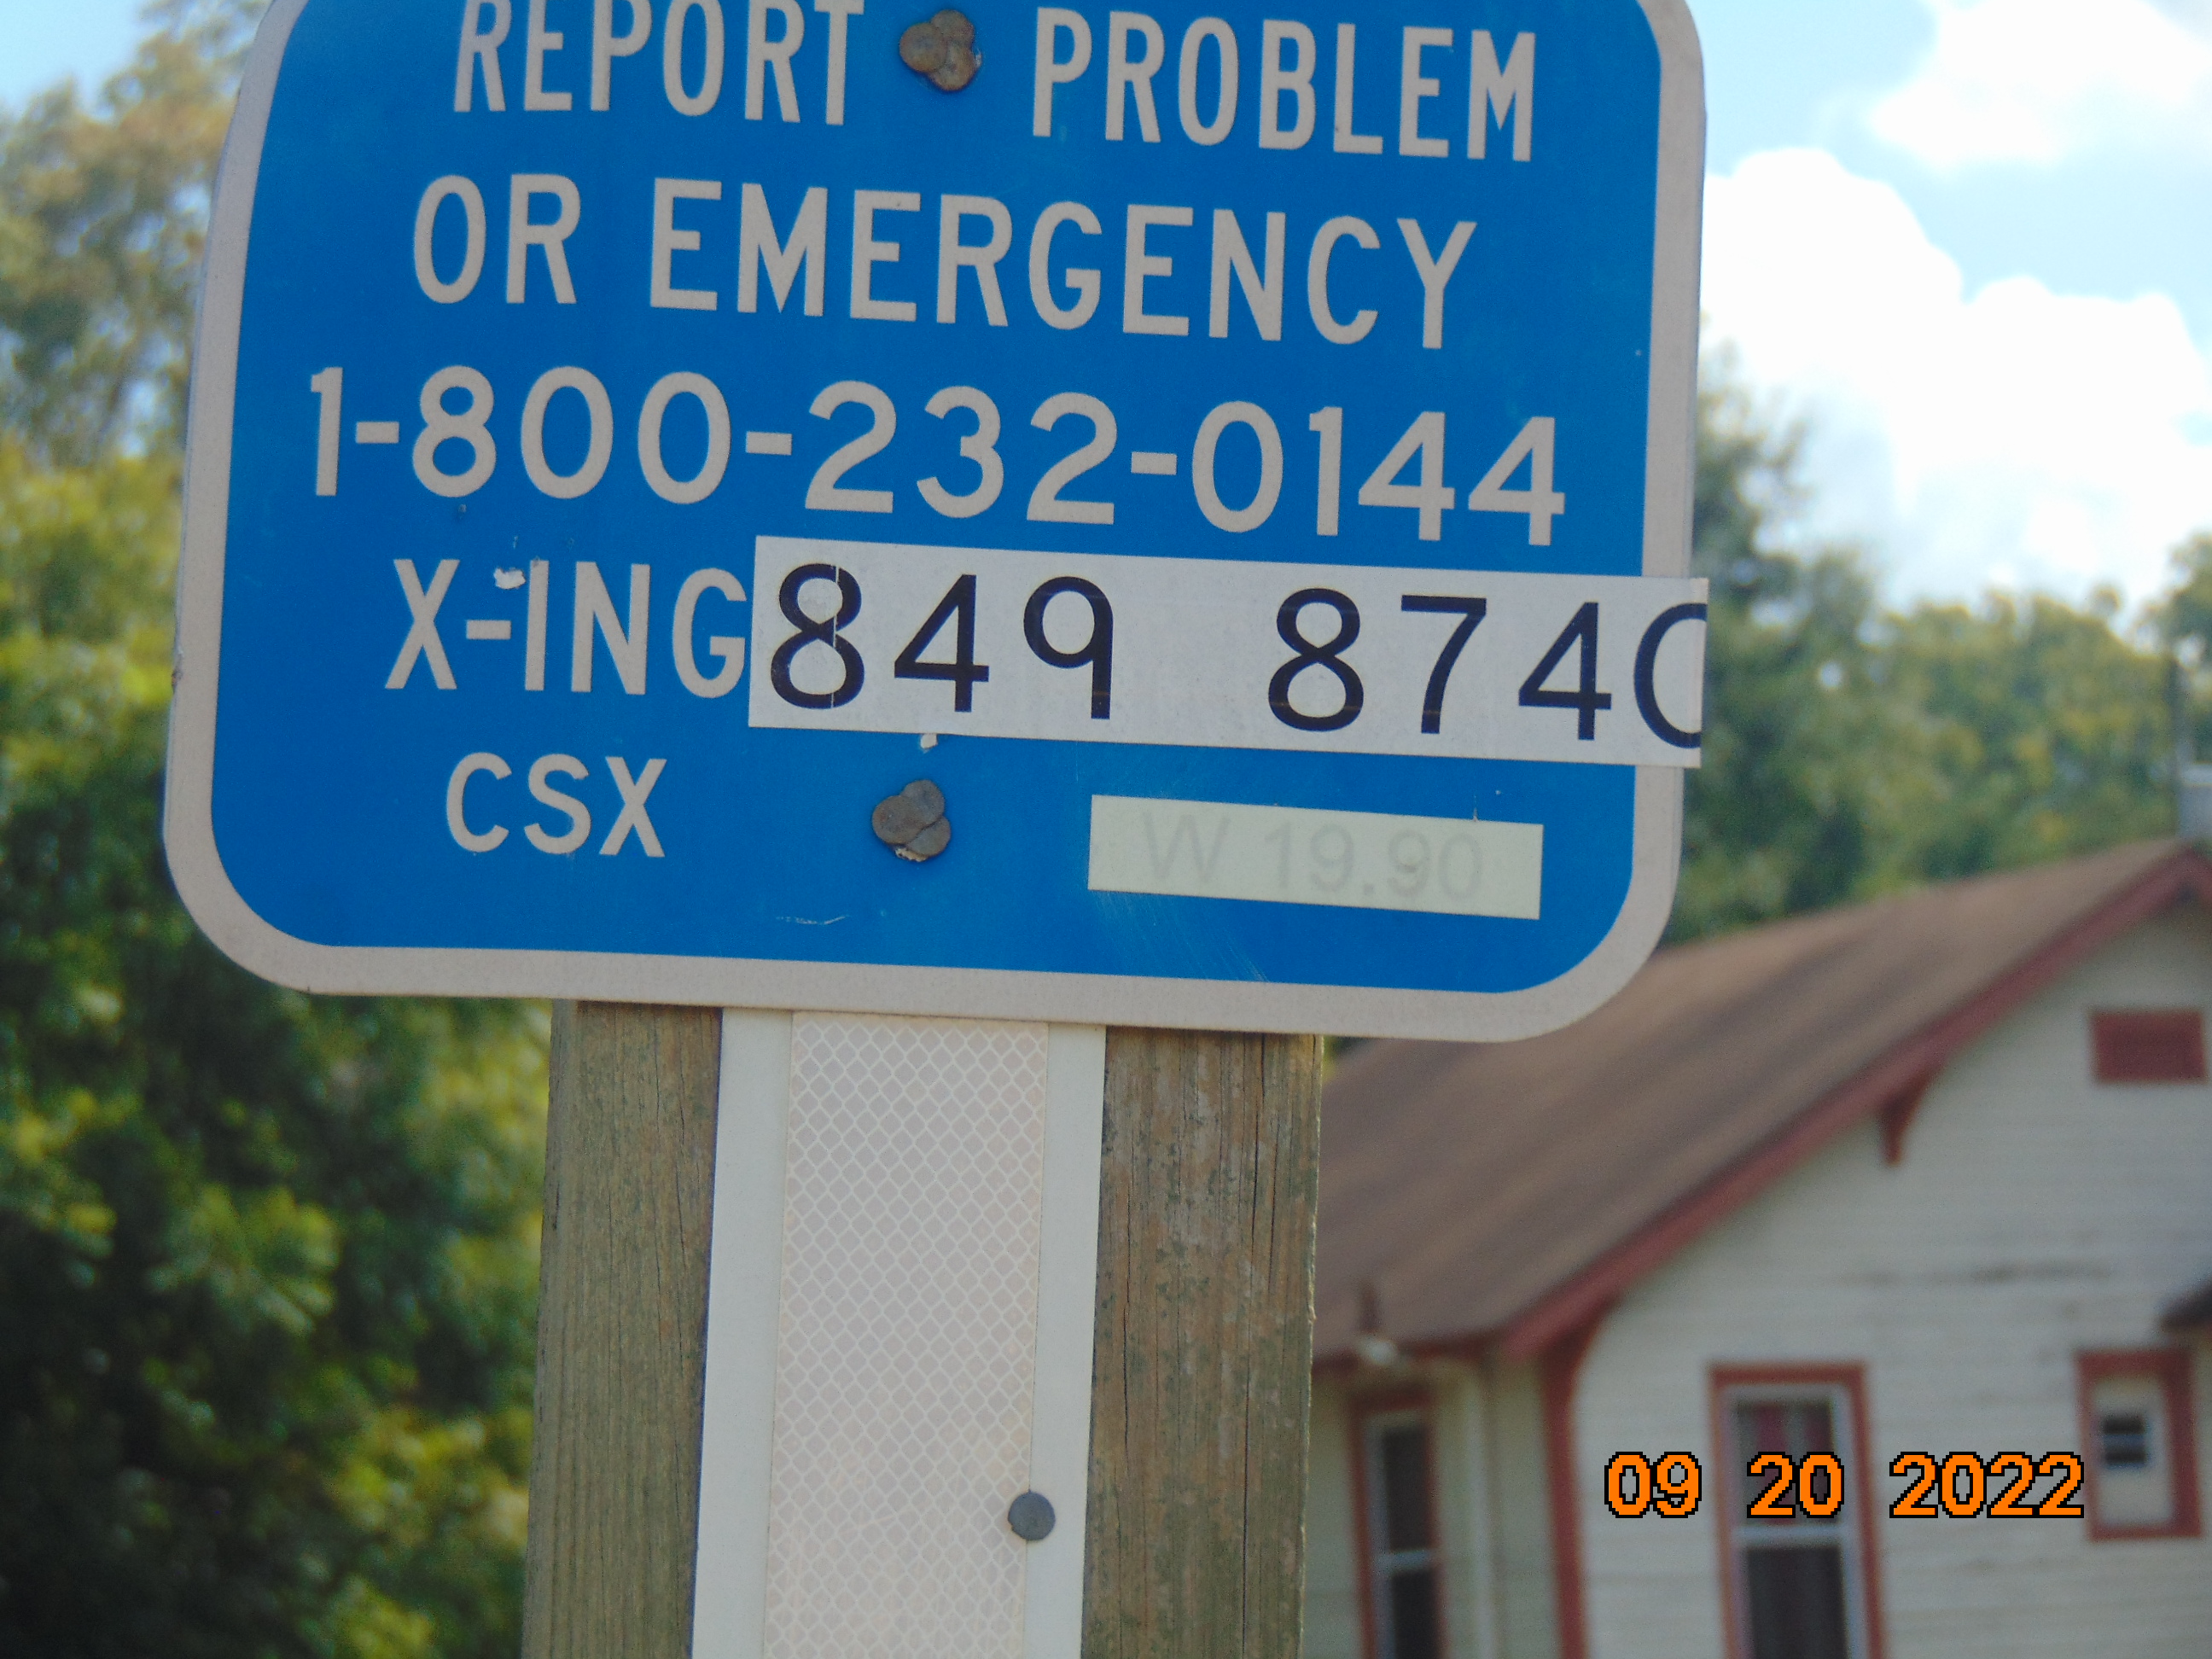 REPORT PROBLEM
OR EMERGENCY
1-800-232-0144
X-ING 849 874
CSX
W 19.90
09 20 2022